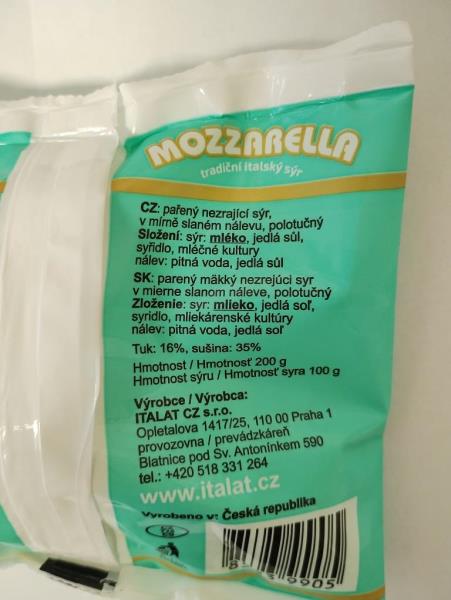 MOZZARELLA
tradiční italský sýr
CZ: pařený nezrající sýr,
v mírně slaném nálevu, polotučný
Složení: sýr: mléko, jedlá sůl,
syřidlo, mléčné kultury
nálev: pitná voda, jedlá sůl
SK: parený mäkký nezrejúci syr
v mierne slanom náleve, polotučný
Zloženie: syr: mlieko, jedlá soľ,
syridlo, mliekárenské kultúry
nálev: pitná voda, jedlá soľ
Tuk: 16%, sušina: 35%
Hmotnost / Hmotnosť 200 g
Hmotnost sýru / Hmotnosť syra 100 g
Výrobce / Výrobca:
ITALAT CZ s.r.o.
Opletalova 1417/25, 110 00 Praha 1
provozovna / prevádzkáreň
Blatnice pod Sv. Antonínkem 590
tel.: +420 518 331 264
www.italat.cz
Vyrobeno v: Česká republika